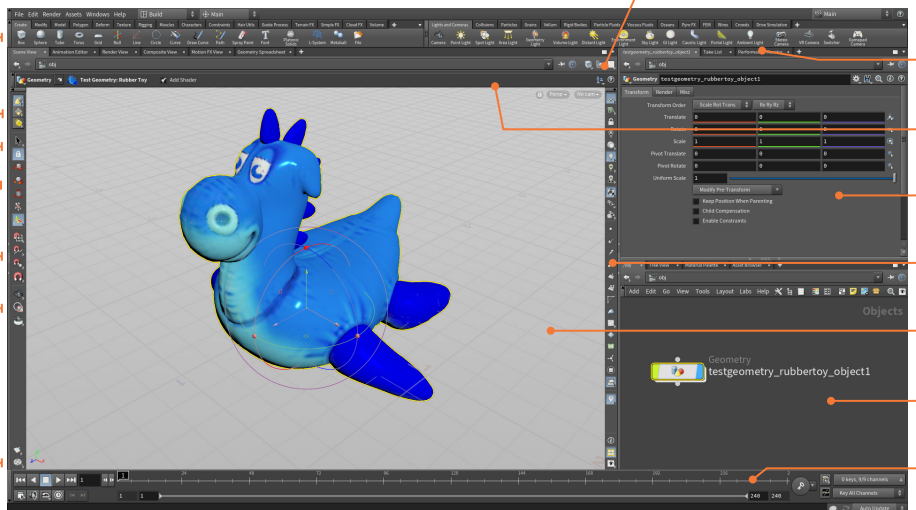 File Edit Render Assets Windows Help Build Main Main
Create Modify Model Polygon Deform Texture Rigging Muscles Characters Constraints Hair Utils Guide Process Terrain FX Simple FX Cloud FX Volume + Lights and Cameras Collisions Particles Grains Vellum Rigid Bodies Particle Fluids Viscous Fluids Oceans Pyro FX FEM Wires Crowds Drive Simulation +
Box Sphere Tube Torus Grid Null Line Circle Curve Draw Curve Path Spray Paint Font Platonic Solids L-System Metaball File Camera Point Light Spot Light Area Light Geometry Light Volume Light Distant Light Environment Light Sky Light GI Light Caustic Light Portal Light Ambient Light Stereo Camera VR Camera Switcher Gamepad Camera
Scene View × Animation Editor × Render View × Composite View × Motion FX View × Geometry Spreadsheet × + testgeometry_rubbertoy_object1 × Take List × +
obj obj
Geometry Test Geometry: Rubber Toy Add Shader
Geometry testgeometry_rubbertoy_object1
Persp No cam
Transform Render Misc
Transform Order Scale Rot Trans Rx Ry Rz
Translate 0 0 0
Rotate 0 0 0
Scale 1 1 1
Pivot Translate 0 0 0
Pivot Rotate 0 0 0
Uniform Scale 1
Modify Pre-Transform
Keep Position When Parenting
Child Compensation
Enable Constraints
Tree View × Material Palette × Asset Browser × +
obj
Add Edit Go View Tools Layout Labs Help
Objects
Geometry
testgeometry_rubbertoy_object1
1 1 24 48 72 96 120 144 168 192 216 2
0 keys, 9/9 channels
1 1 240 240 Key All Channels
Auto Update